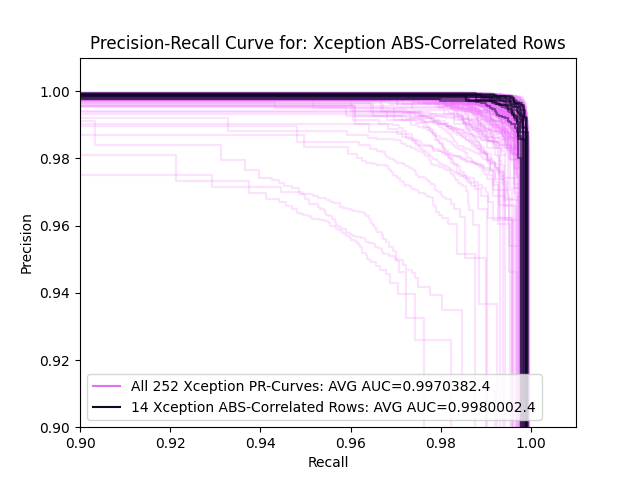 Precision-Recall Curve for: Xception ABS-Correlated Rows
Precision
1.00
0.98
0.96
0.94
0.92
0.90
All 252 Xception PR-Curves: AVG AUC=0.9970382.4
14 Xception ABS-Correlated Rows: AVG AUC=0.9980002.4
0.90 0.92 0.94 0.96 0.98 1.00
Recall